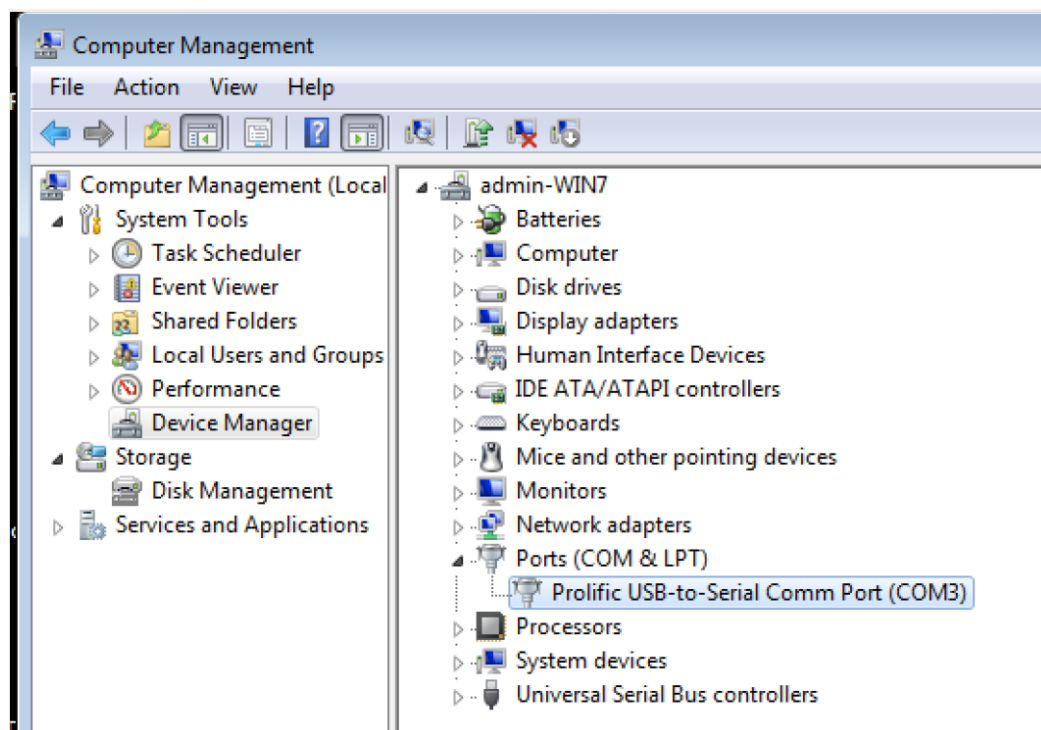 Computer Management
File Action View Help
Computer Management (Local
System Tools
Task Scheduler
Event Viewer
Shared Folders
Local Users and Groups
Performance
Device Manager
Storage
Disk Management
Services and Applications
admin-WIN7
Batteries
Computer
Disk drives
Display adapters
Human Interface Devices
IDE ATA/ATAPI controllers
Keyboards
Mice and other pointing devices
Monitors
Network adapters
Ports (COM & LPT)
Prolific USB-to-Serial Comm Port (COM3)
Processors
System devices
Universal Serial Bus controllers